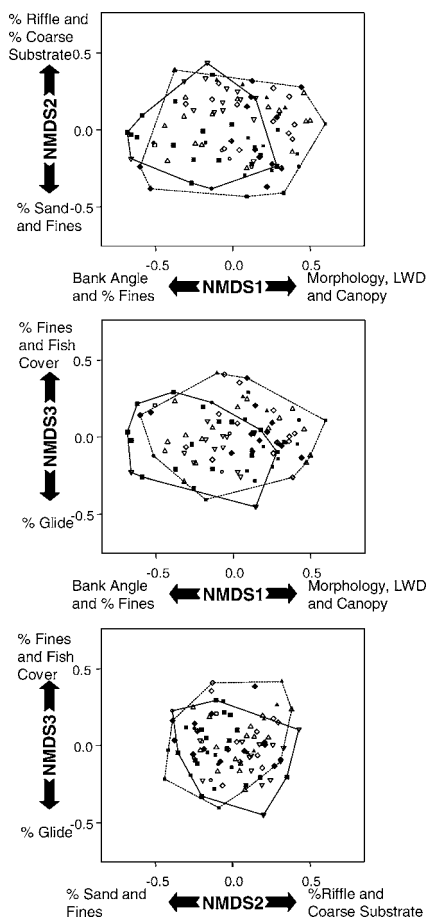 % Riffle and
% Coarse
Substrate
0.5
NMDS2
0.0
% Sand
-0.5
and Fines
-0.5 0.0 0.5
Bank Angle
and % Fines
NMDS1
Morphology, LWD
and Canopy
% Fines
and Fish
Cover
0.5
NMDS3
0.0
-0.5
% Glide
-0.5 0.0 0.5
Bank Angle
and % Fines
NMDS1
Morphology, LWD
and Canopy
% Fines
and Fish
Cover
0.5
NMDS3
0.0
-0.5
% Glide
-0.5 0.0 0.5
% Sand and
Fines
NMDS2
%Riffle and
Coarse Substrate